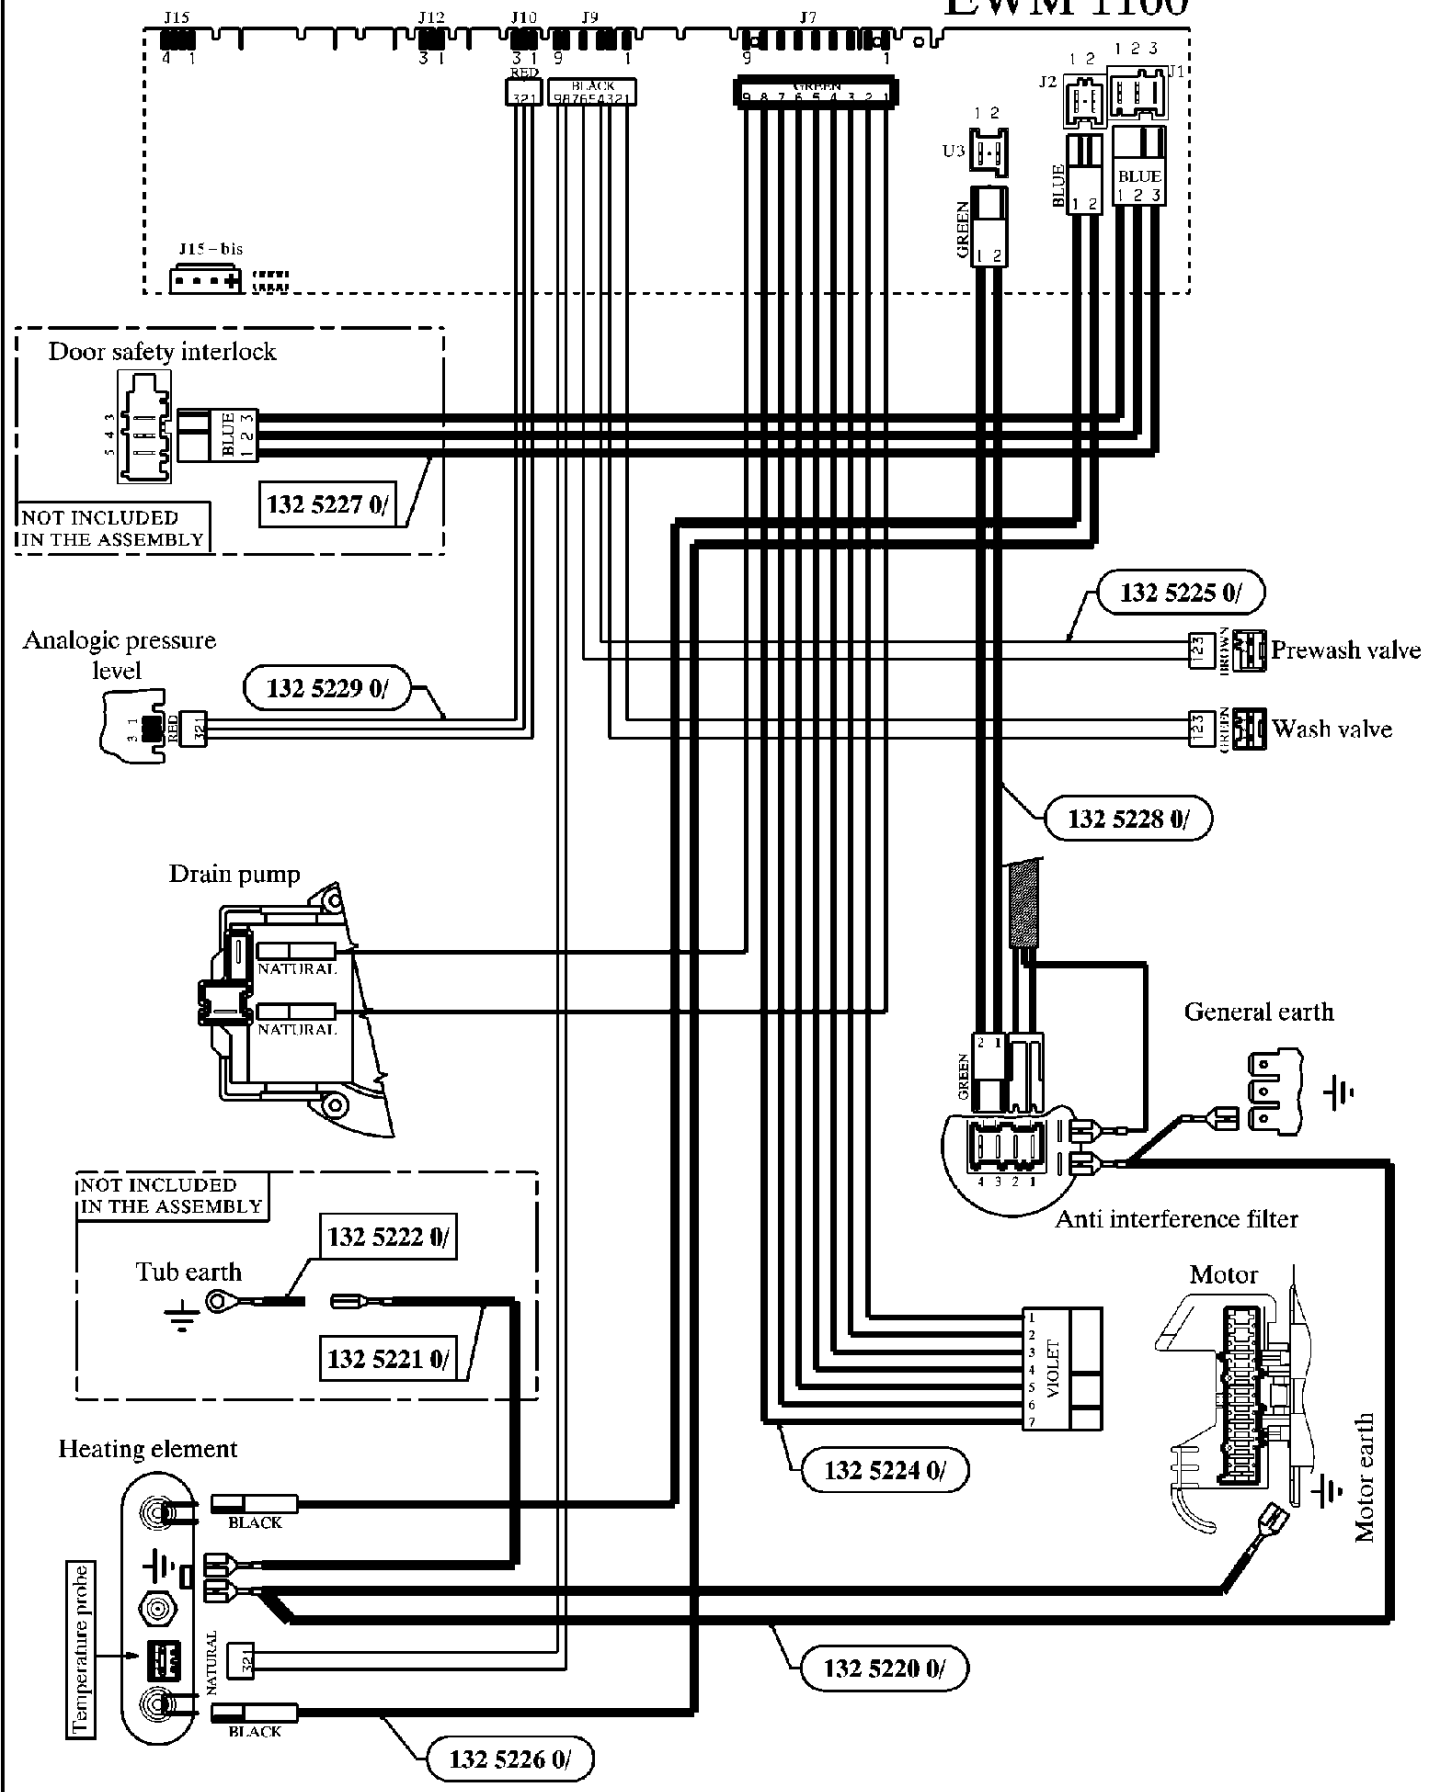 EWM 1100
J15 J12 J10 J9 J7
4 1 3 1 3 1 9 1 9 1
1 2 3
1 2
J2 J1
RED BLACK GREEN
321 987654321 9 8 7 6 5 4 3 2 1
1 2
U3
BLUE
BLUE
1 2 3
1 2
GREEN
1 2
J15-bis
Door safety interlock
3
4
5
BLUE
3
2
1
132 5227 0/
NOT INCLUDED
IN THE ASSEMBLY
132 5225 0/
Analogic pressure
level
132 5229 0/
123
BROWN
Prewash valve
1
3
RED
321
123
GREEN
Wash valve
132 5228 0/
Drain pump
NATURAL
NATURAL
General earth
2 1
GREEN
4 3 2 1
Anti interference filter
NOT INCLUDED
IN THE ASSEMBLY
132 5222 0/
Tub earth
132 5221 0/
Motor
1
2
3
4
5
6
7
VIOLET
Motor earth
132 5224 0/
Heating element
BLACK
Temperature probe
NATURAL
321
132 5220 0/
BLACK
132 5226 0/